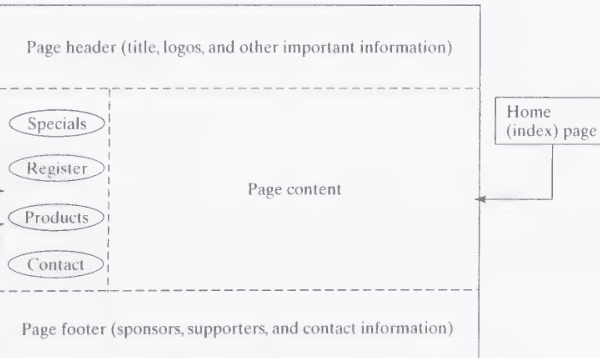 Page header (title, logos, and other important information)
Specials
Register
Products
Contact
Page content
Home
(index) page
Page footer (sponsors, supporters, and contact information)